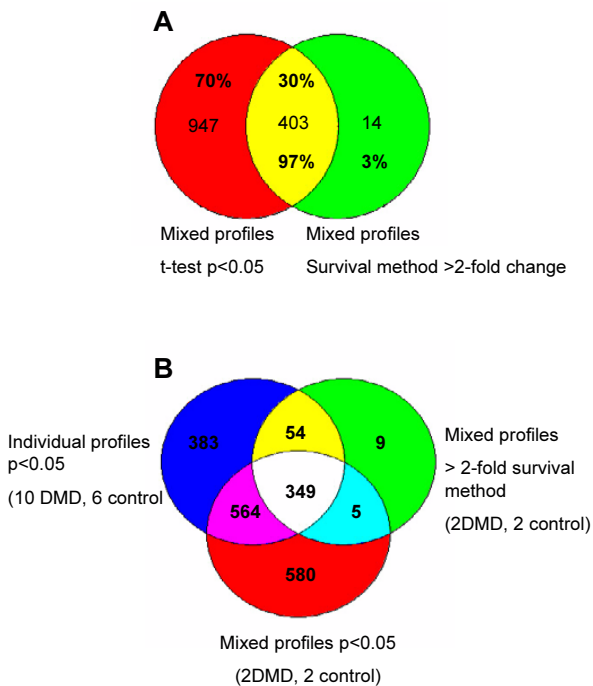 A
70% 30%
947 403 14
97% 3%
Mixed profiles Mixed profiles
t-test p<0.05 Survival method >2-fold change
B
383 54 9
Individual profiles
p<0.05
(10 DMD, 6 control
Mixed profiles
> 2-fold survival
method
(2DMD, 2 control)
349
564 5
580
Mixed profiles p<0.05
(2DMD, 2 control)